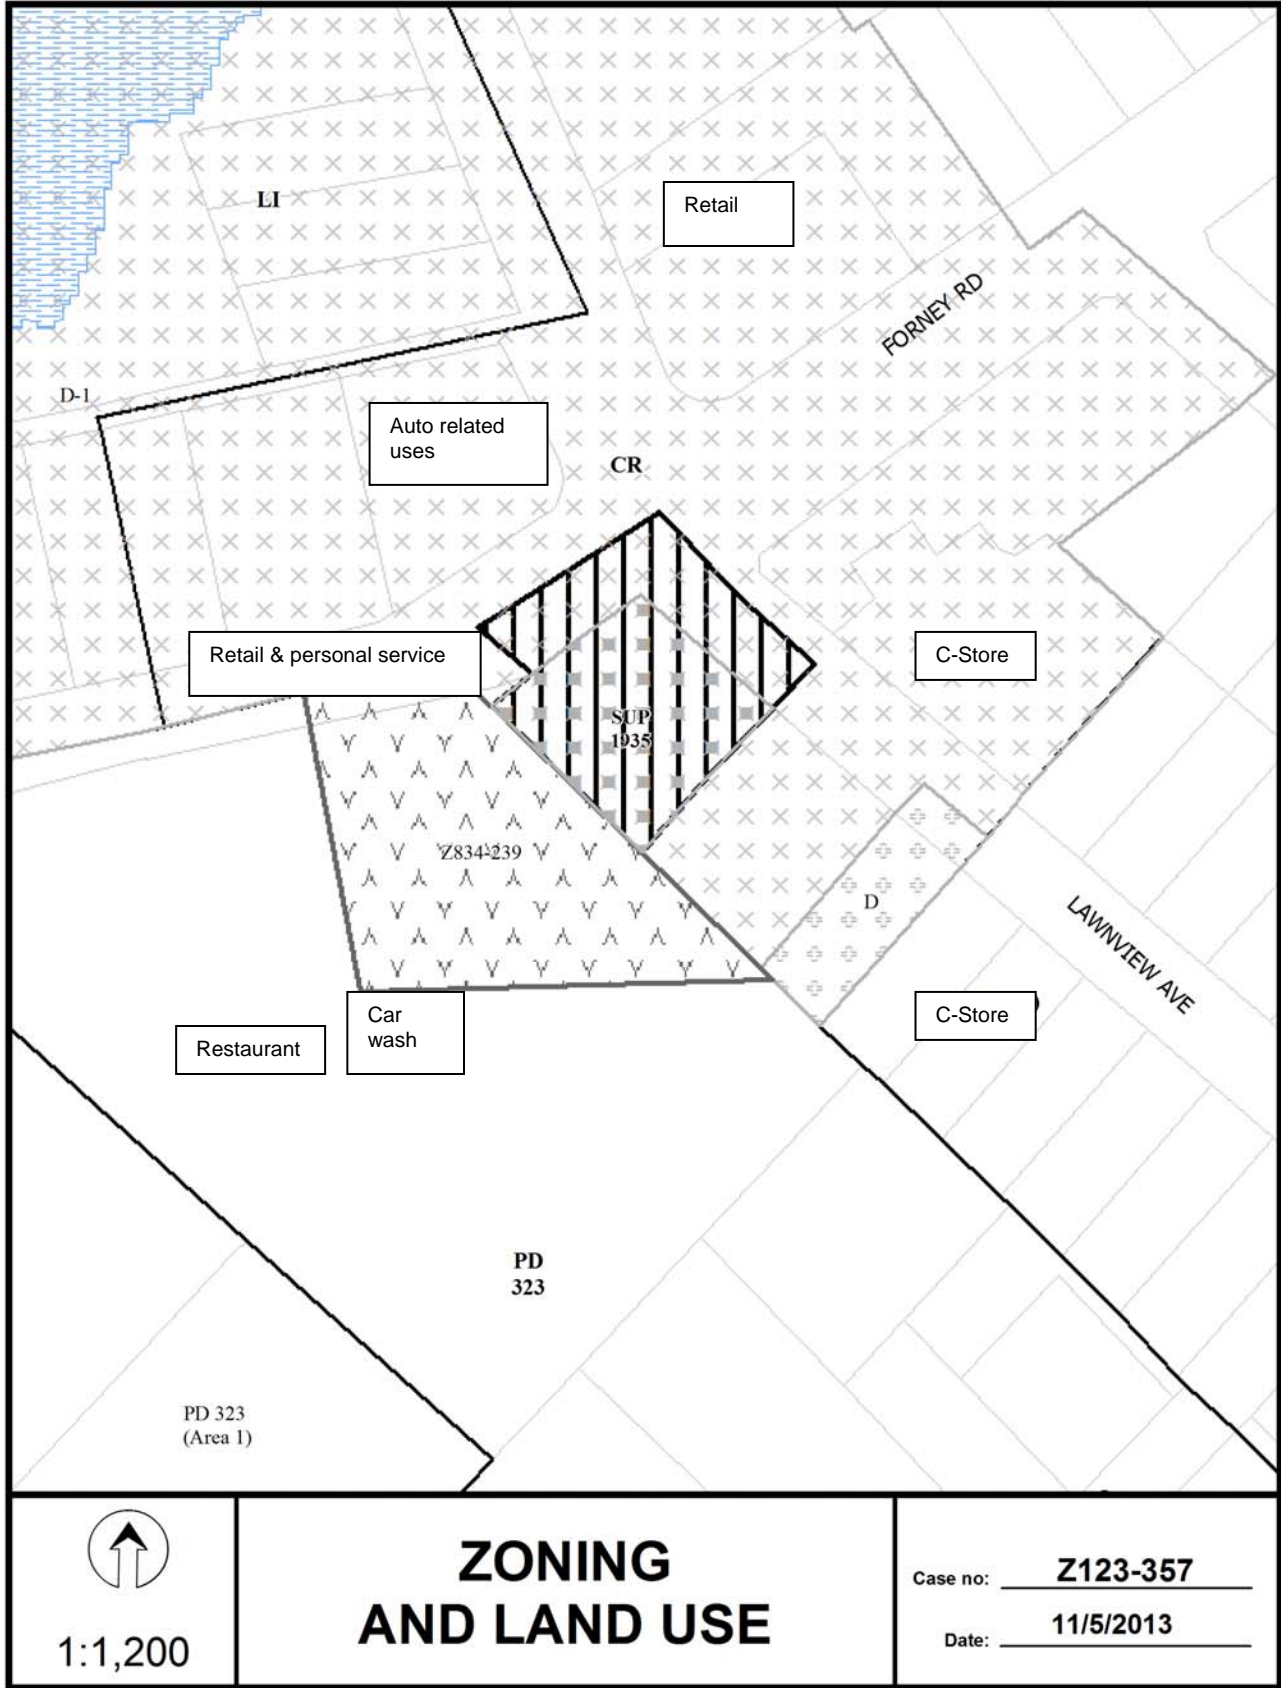 LI
Retail
FORNEY RD
D-1
Auto related
uses
CR
Retail & personal service
C-Store
SUP
1935
Z834-239
D
LAWNVIEW AVE
Car
wash
C-Store
Restaurant
PD
323
PD 323
(Area 1)
1:1,200
ZONING
AND LAND USE
Case no: Z123-357
Date: 11/5/2013